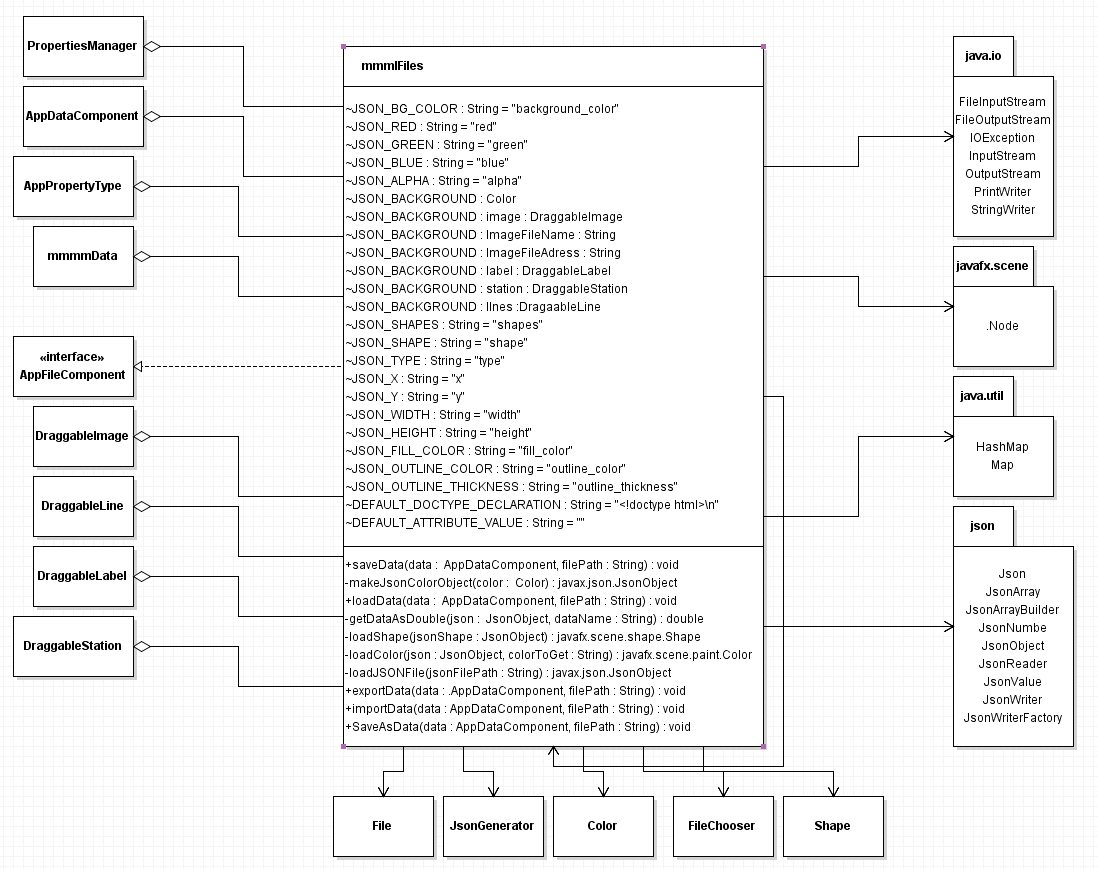 PropertiesManager
AppDataComponent
AppPropertyType
mmmmData
«interface»
AppFileComponent
DraggableImage
DraggableLine
DraggableLabel
DraggableStation
mmmlFiles
~JSON_BG_COLOR : String = "background_color"
~JSON_RED : String = "red"
~JSON_GREEN : String = "green"
~JSON_BLUE : String = "blue"
~JSON_ALPHA : String = "alpha"
~JSON_BACKGROUND : Color
~JSON_BACKGROUND : image : DraggableImage
~JSON_BACKGROUND : ImageFileName : String
~JSON_BACKGROUND : ImageFileAdress : String
~JSON_BACKGROUND : label : DraggableLabel
~JSON_BACKGROUND : station : DraggableStation
~JSON_BACKGROUND : lInes :DragaableLine
~JSON_SHAPES : String = "shapes"
~JSON_SHAPE : String = "shape"
~JSON_TYPE : String = "type"
~JSON_X : String = "x"
~JSON_Y : String = "y"
~JSON_WIDTH : String = "width"
~JSON_HEIGHT : String = "height"
~JSON_FILL_COLOR : String = "fill_color"
~JSON_OUTLINE_COLOR : String = "outline_color"
~JSON_OUTLINE_THICKNESS : String = "outline_thickness"
~DEFAULT_DOCTYPE_DECLARATION : String = "<!doctype html>\n"
~DEFAULT_ATTRIBUTE_VALUE : String = ""
+saveData(data :  AppDataComponent, filePath : String) : void
-makeJsonColorObject(color :  Color) : javax.json.JsonObject
+loadData(data :  AppDataComponent, filePath : String) : void
-getDataAsDouble(json :  JsonObject, dataName : String) : double
-loadShape(jsonShape : JsonObject) : javafx.scene.shape.Shape
-loadColor(json : JsonObject, colorToGet : String) : javafx.scene.paint.Color
-loadJSONFile(jsonFilePath : String) : javax.json.JsonObject
+exportData(data : .AppDataComponent, filePath : String) : void
+importData(data : AppDataComponent, filePath : String) : void
+SaveAsData(data : AppDataComponent, filePath : String) : void
java.io
FileInputStream
FileOutputStream
IOException
InputStream
OutputStream
PrintWriter
StringWriter
javafx.scene
.Node
java.util
HashMap
Map
json
Json
JsonArray
JsonArrayBuilder
JsonNumbe
JsonObject
JsonReader
JsonValue
JsonWriter
JsonWriterFactory
File
JsonGenerator
Color
FileChooser
Shape